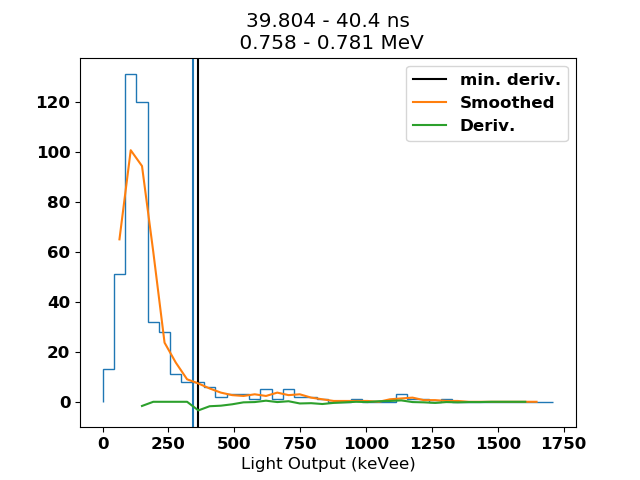 39.804 - 40.4 ns
0.758 - 0.781 MeV
min. deriv.
Smoothed
Deriv.
120
100
80
60
40
20
0
0 250 500 750 1000 1250 1500 1750
Light Output (keVee)